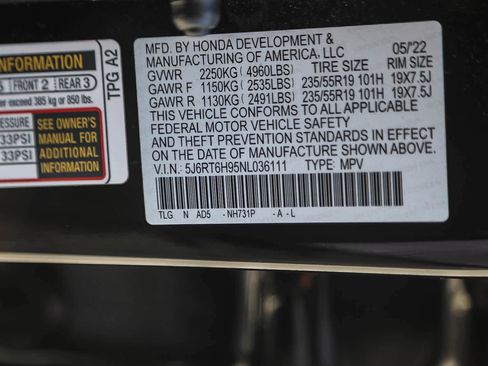 INFORMATION
FRONT 2 REAR 3
exceed 385 kg or 850 lbs.
PRESSURE
33PSI
33PSI
SEE OWNER'S
MANUAL FOR
ADDITIONAL
INFORMATION
TPG A2
MFD. BY HONDA DEVELOPMENT & 05/'22
MANUFACTURING OF AMERICA, LLC
GVWR 2250KG (4960LBS) TIRE SIZE RIM SIZE
GAWR F 1150KG (2535LBS) 235/55R19 101H 19X7.5J
GAWR R 1130KG (2491LBS) 235/55R19 101H 19X7.5J
THIS VEHICLE CONFORMS TO ALL APPLICABLE
FEDERAL MOTOR VEHICLE SAFETY
AND THEFT PREVENTION STANDARDS IN EFFECT
ON THE DATE OF MANUFACTURE SHOWN ABOVE.
V.I.N.: 5J6RT6H95NL036111 TYPE: MPV
TLG N AD5 - NH731P - A - L